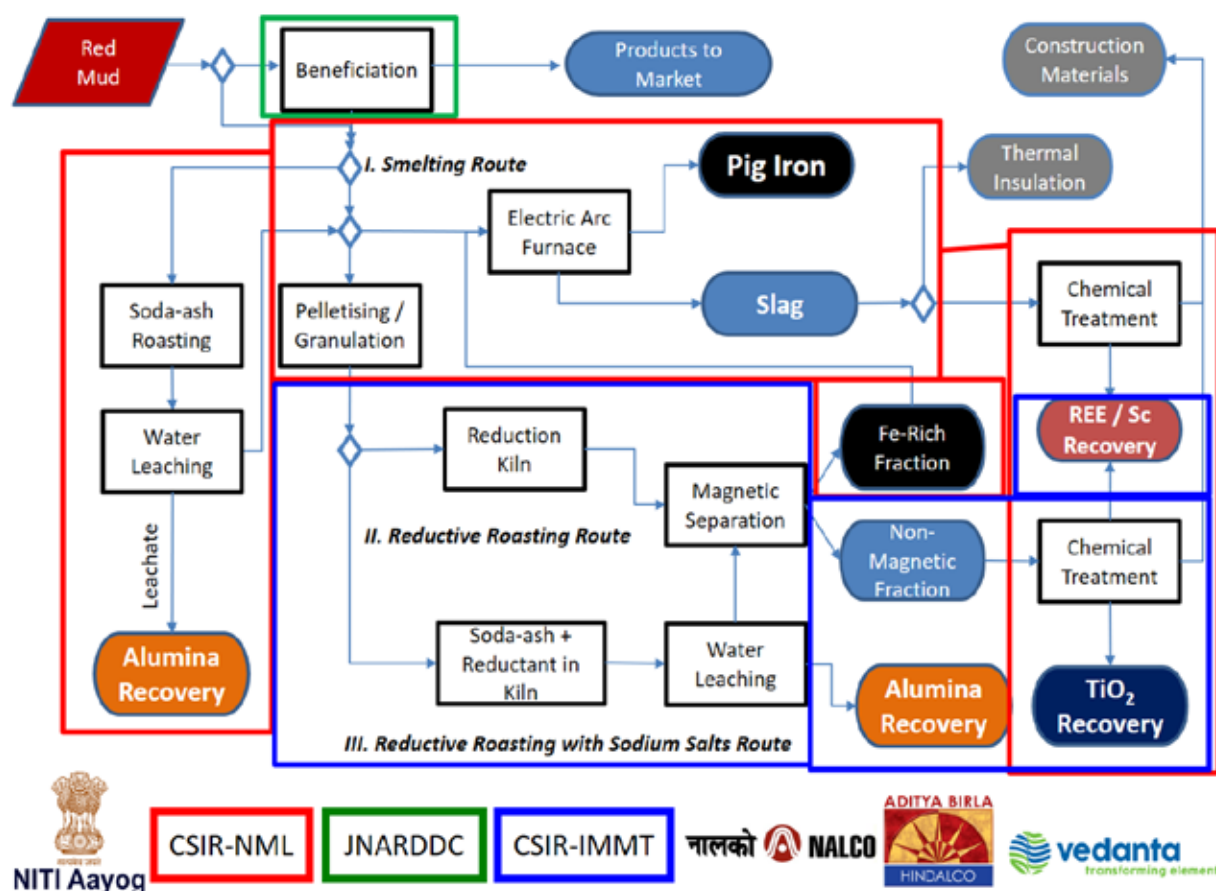 Red
Mud
Beneficiation
Products to
Market
Construction
Materials
I. Smelting Route
Pig Iron
Thermal
Insulation
Electric Arc
Furnace
Soda-ash
Roasting
Pelletising /
Granulation
Slag
Chemical
Treatment
Water
Leaching
Reduction
Kiln
Fe-Rich
Fraction
REE / Sc
Recovery
Magnetic
Separation
II. Reductive Roasting Route
Non-
Magnetic
Fraction
Chemical
Treatment
Leachate
Alumina
Recovery
Soda-ash +
Reductant in
Kiln
Water
Leaching
Alumina
Recovery
TiO₂
Recovery
III. Reductive Roasting with Sodium Salts Route
NITI Aayog
CSIR-NML
JNARDDC
CSIR-IMMT
नालको NALCO
ADITYA BIRLA
HINDALCO
vedanta
transforming element